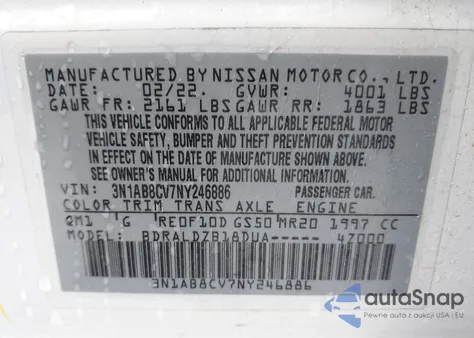 MANUFACTURED BY NISSAN MOTOR CO., LTD.
DATE: 02/22. GVWR: 4001 LBS
GAWR FR: 2161 LBS GAWR RR: 1863 LBS
THIS VEHICLE CONFORMS TO ALL APPLICABLE FEDERAL MOTOR
VEHICLE SAFETY, BUMPER AND THEFT PREVENTION STANDARDS
IN EFFECT ON THE DATE OF MANUFACTURE SHOWN ABOVE.
SEE OWNER'S MANUAL FOR ADDITIONAL INFORMATION
VIN: 3N1AB8CV7NY246886 PASSENGER CAR.
COLOR TRIM TRANS AXLE ENGINE
QM1 G RE0F10D GS50 MR20 1997 CC
MODEL: BDRALDZB18DUA----- 47000
3N1AB8CV7NY246886
autoSnap
Pewne auta z aukcji w USA i EU